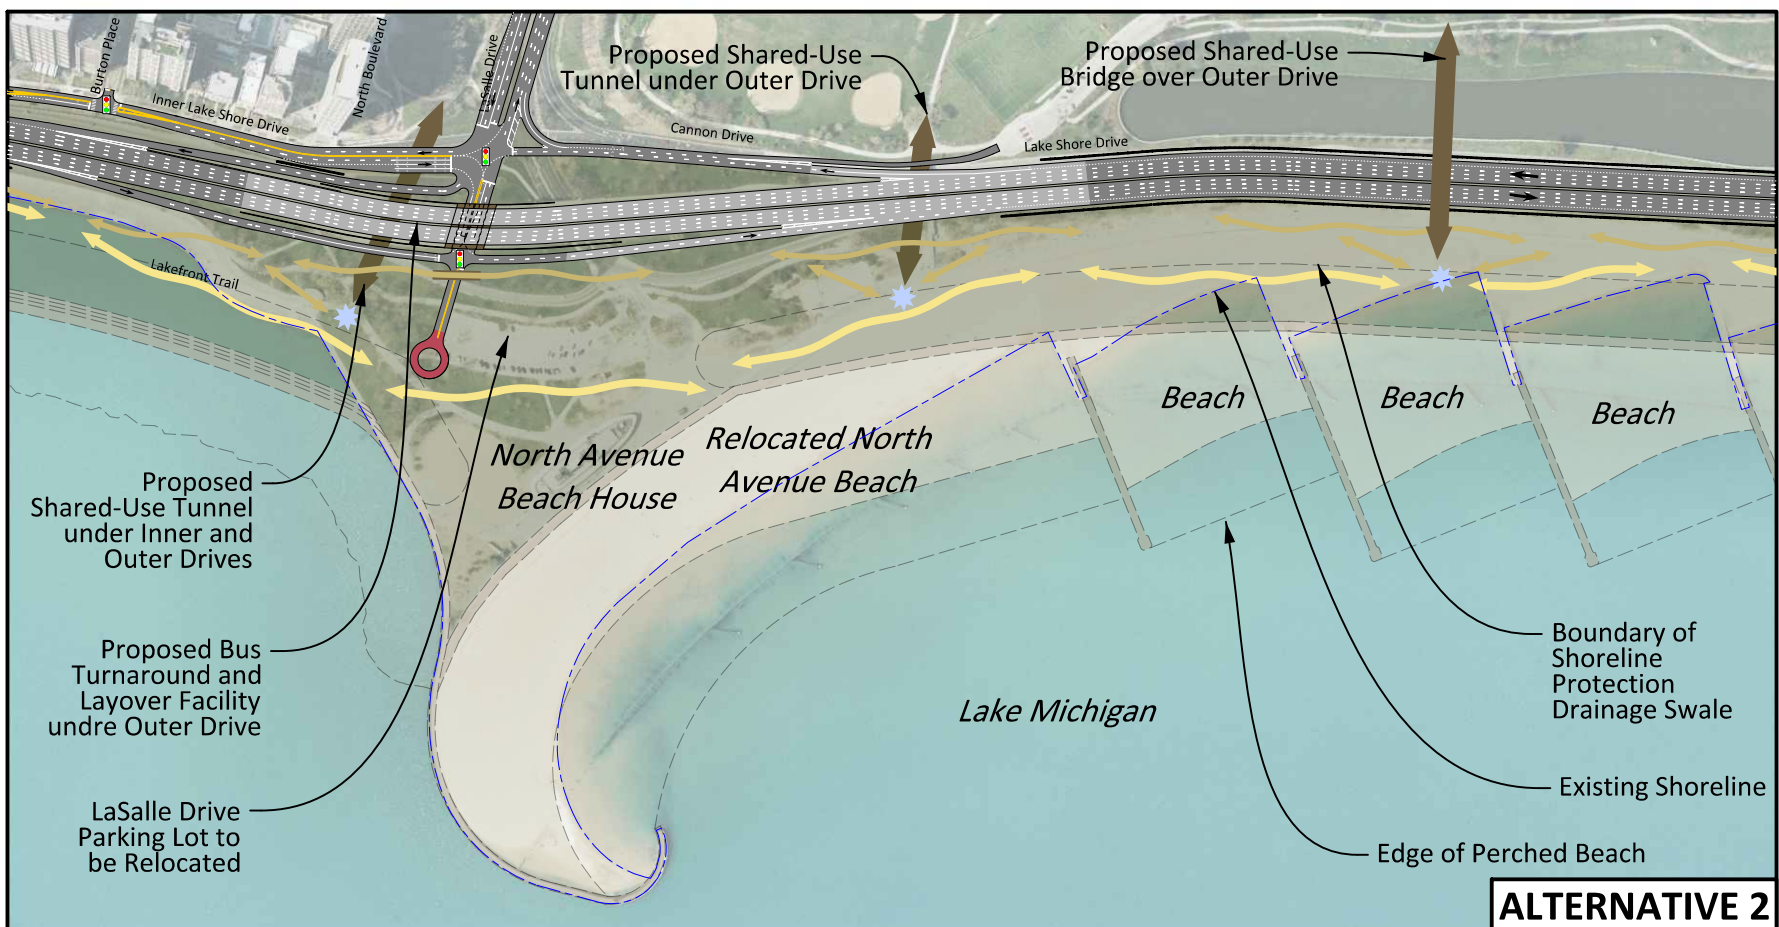 Burton Place
North Boulevard
LaSalle Drive
Inner Lake Shore Drive
Proposed Shared-Use
Tunnel under Outer Drive
Proposed Shared-Use
Bridge over Outer Drive
Cannon Drive
Lake Shore Drive
Lakefront Trail
Beach
Beach
Beach
North Avenue
Beach House
Relocated North
Avenue Beach
Proposed
Shared-Use Tunnel
under Inner and
Outer Drives
Proposed Bus
Turnaround and
Layover Facility
undre Outer Drive
LaSalle Drive
Parking Lot to
be Relocated
Lake Michigan
Boundary of
Shoreline
Protection
Drainage Swale
Existing Shoreline
Edge of Perched Beach
ALTERNATIVE 2